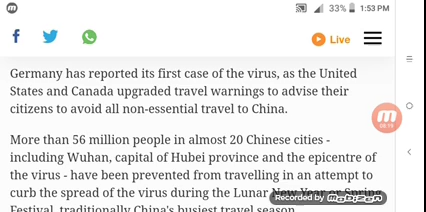 33% 1:53 PM
Live
Germany has reported its first case of the virus, as the United
States and Canada upgraded travel warnings to advise their
citizens to avoid all non-essential travel to China.
More than 56 million people in almost 20 Chinese cities -
including Wuhan, capital of Hubei province and the epicentre of
the virus - have been prevented from travelling in an attempt to
curb the spread of the virus during the Lunar New Year or Spring
Festival, traditionally China's busiest travel season.
Recorded by mobizen